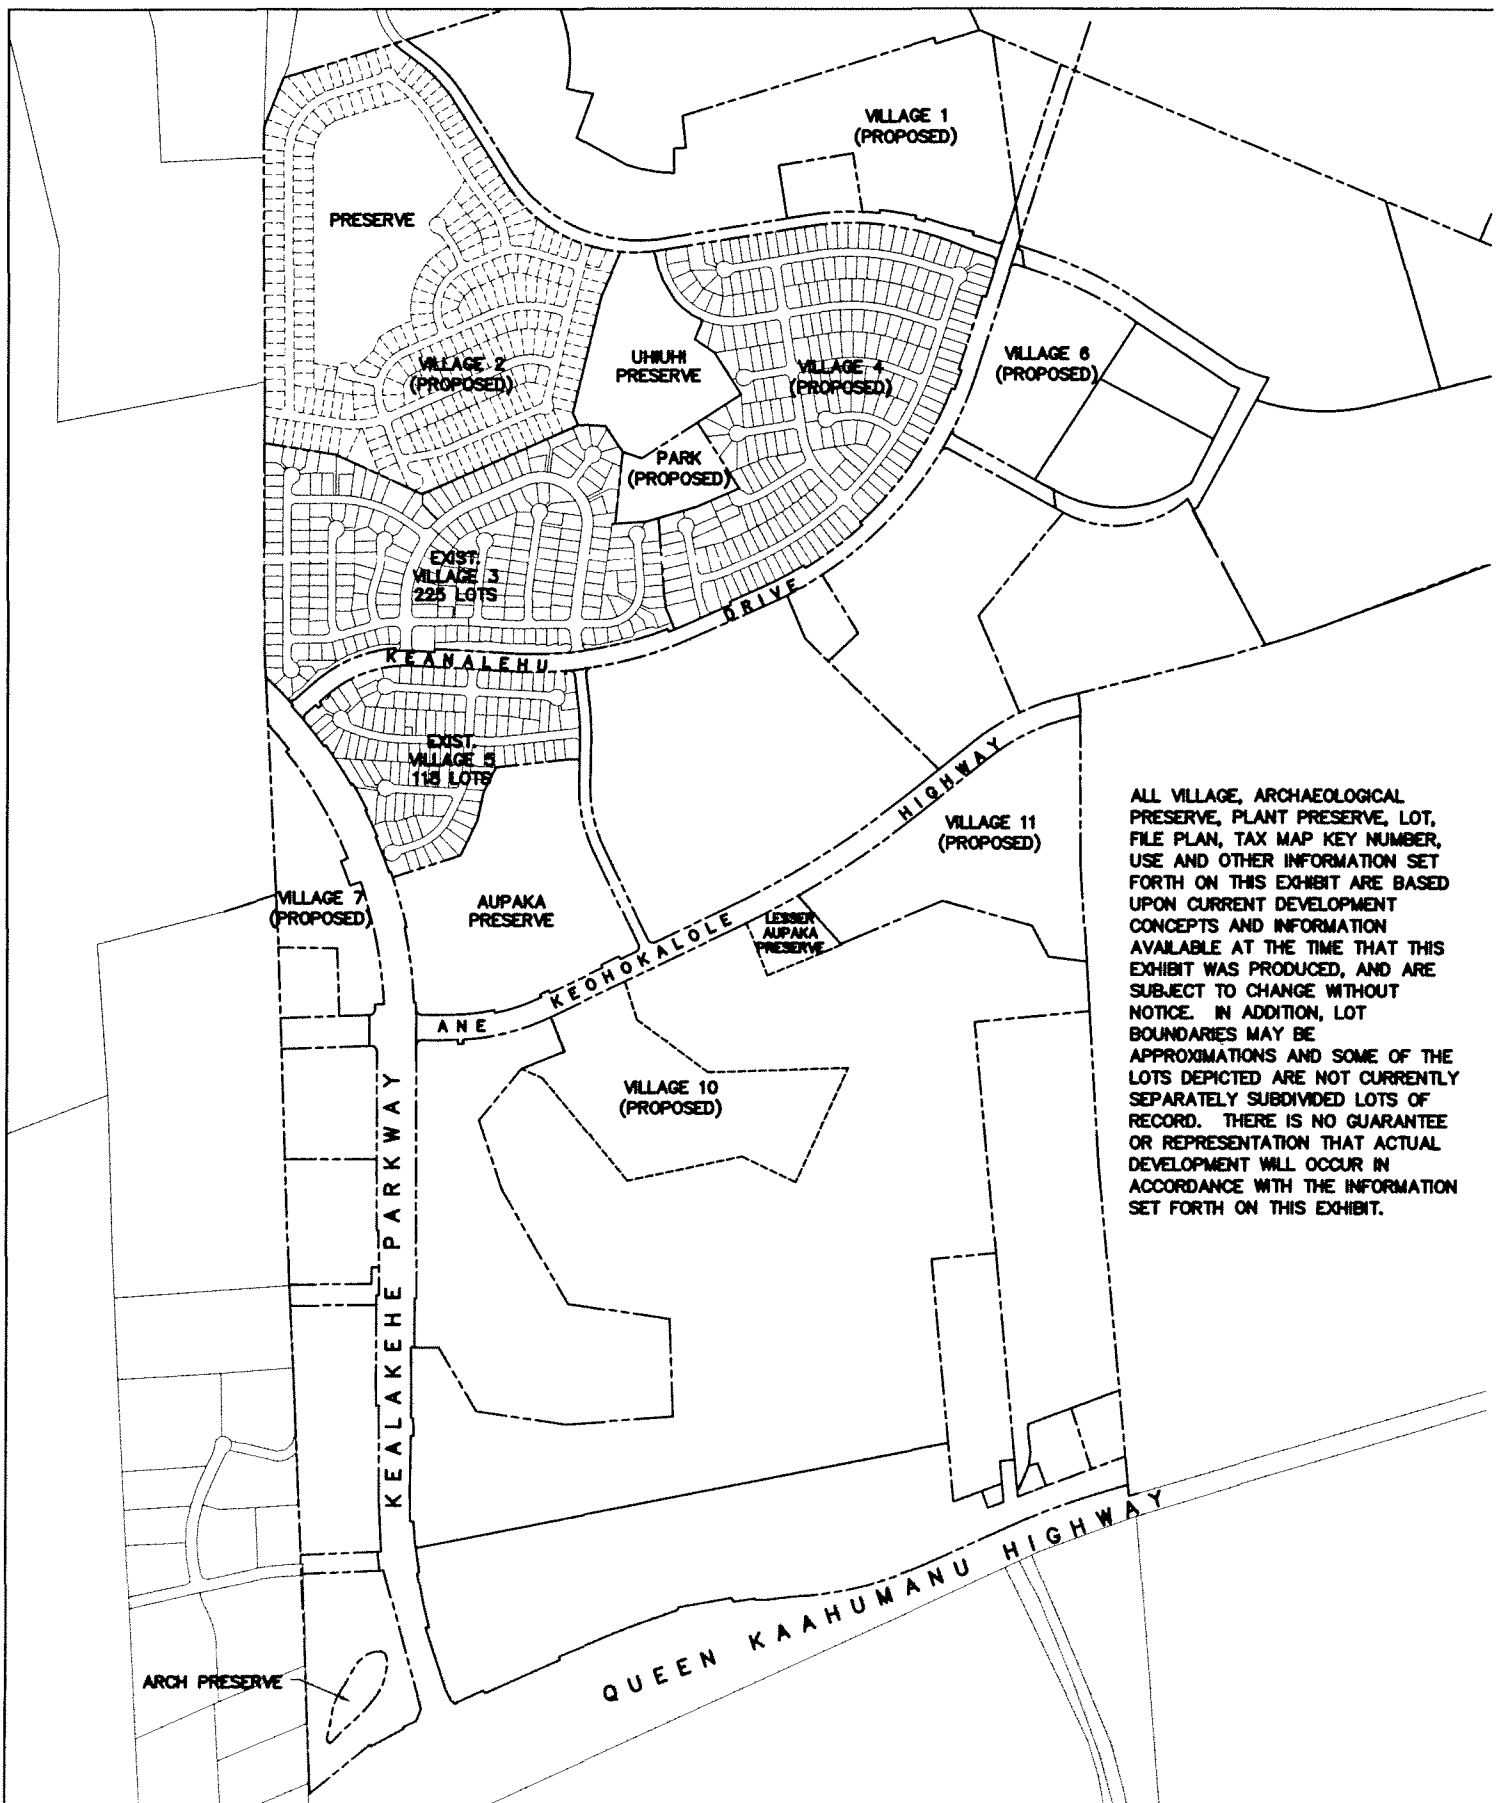 VILLAGE 1
(PROPOSED)
PRESERVE
VILLAGE 2
(PROPOSED)
UHIUHI
PRESERVE
VILLAGE 4
(PROPOSED)
VILLAGE 6
(PROPOSED)
PARK
(PROPOSED)
EXIST.
VILLAGE 3
225 LOTS
KEANALEHU DRIVE
EXIST.
VILLAGE 5
118 LOTS
VILLAGE 7
(PROPOSED)
AUPAKA
PRESERVE
LESSER
AUPAKA
PRESERVE
VILLAGE 11
(PROPOSED)
ANE KEOHOKALOLE HIGHWAY
VILLAGE 10
(PROPOSED)
KEALAKEHE PARKWAY
ALL VILLAGE, ARCHAEOLOGICAL
PRESERVE, PLANT PRESERVE, LOT,
FILE PLAN, TAX MAP KEY NUMBER,
USE AND OTHER INFORMATION SET
FORTH ON THIS EXHIBIT ARE BASED
UPON CURRENT DEVELOPMENT
CONCEPTS AND INFORMATION
AVAILABLE AT THE TIME THAT THIS
EXHIBIT WAS PRODUCED, AND ARE
SUBJECT TO CHANGE WITHOUT
NOTICE. IN ADDITION, LOT
BOUNDARIES MAY BE
APPROXIMATIONS AND SOME OF THE
LOTS DEPICTED ARE NOT CURRENTLY
SEPARATELY SUBDIVIDED LOTS OF
RECORD. THERE IS NO GUARANTEE
OR REPRESENTATION THAT ACTUAL
DEVELOPMENT WILL OCCUR IN
ACCORDANCE WITH THE INFORMATION
SET FORTH ON THIS EXHIBIT.
QUEEN KAAHUMANU HIGHWAY
ARCH PRESERVE